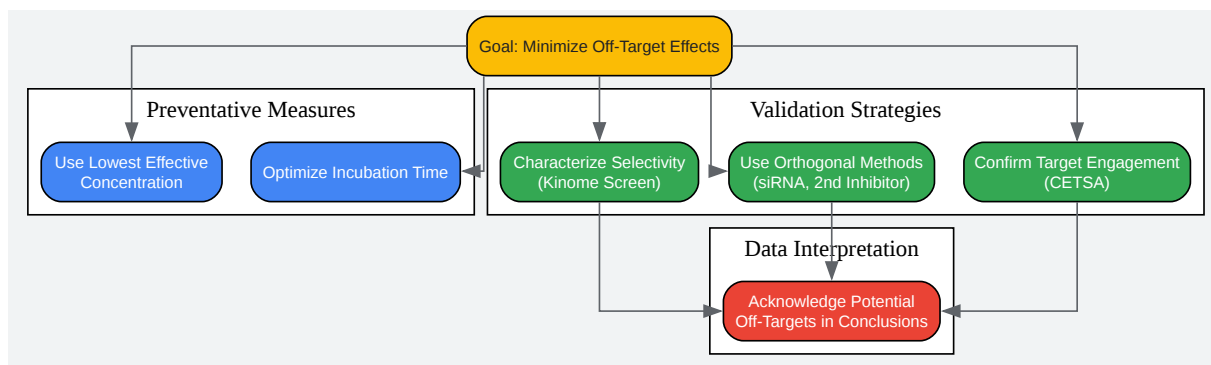 Goal: Minimize Off-Target Effects
Preventative Measures
Use Lowest Effective
Concentration
Optimize Incubation Time
Validation Strategies
Characterize Selectivity
(Kinome Screen)
Use Orthogonal Methods
(siRNA, 2nd Inhibitor)
Confirm Target Engagement
(CETSA)
Data Interpretation
Acknowledge Potential
Off-Targets in Conclusions